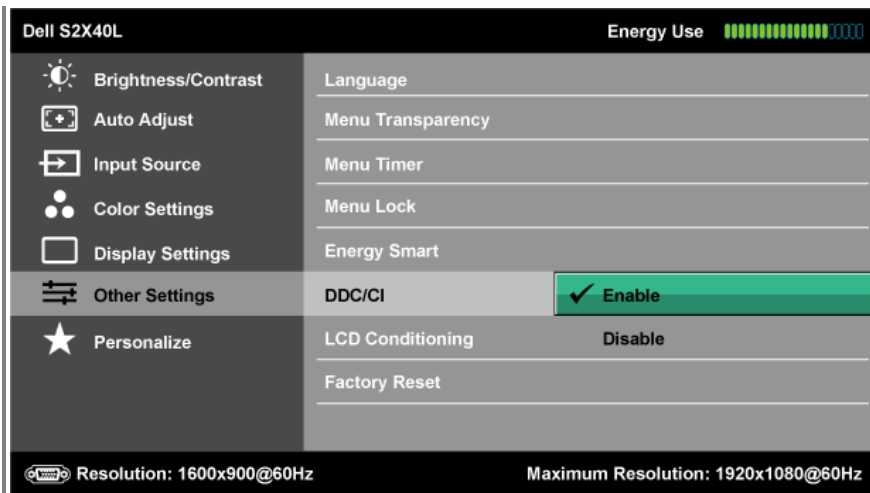 Dell S2X40L Energy Use
Brightness/Contrast Language
Auto Adjust Menu Transparency
Input Source Menu Timer
Color Settings Menu Lock
Display Settings Energy Smart
Other Settings DDC/CI Enable
Personalize LCD Conditioning Disable
Factory Reset
Resolution: 1600x900@60Hz Maximum Resolution: 1920x1080@60Hz